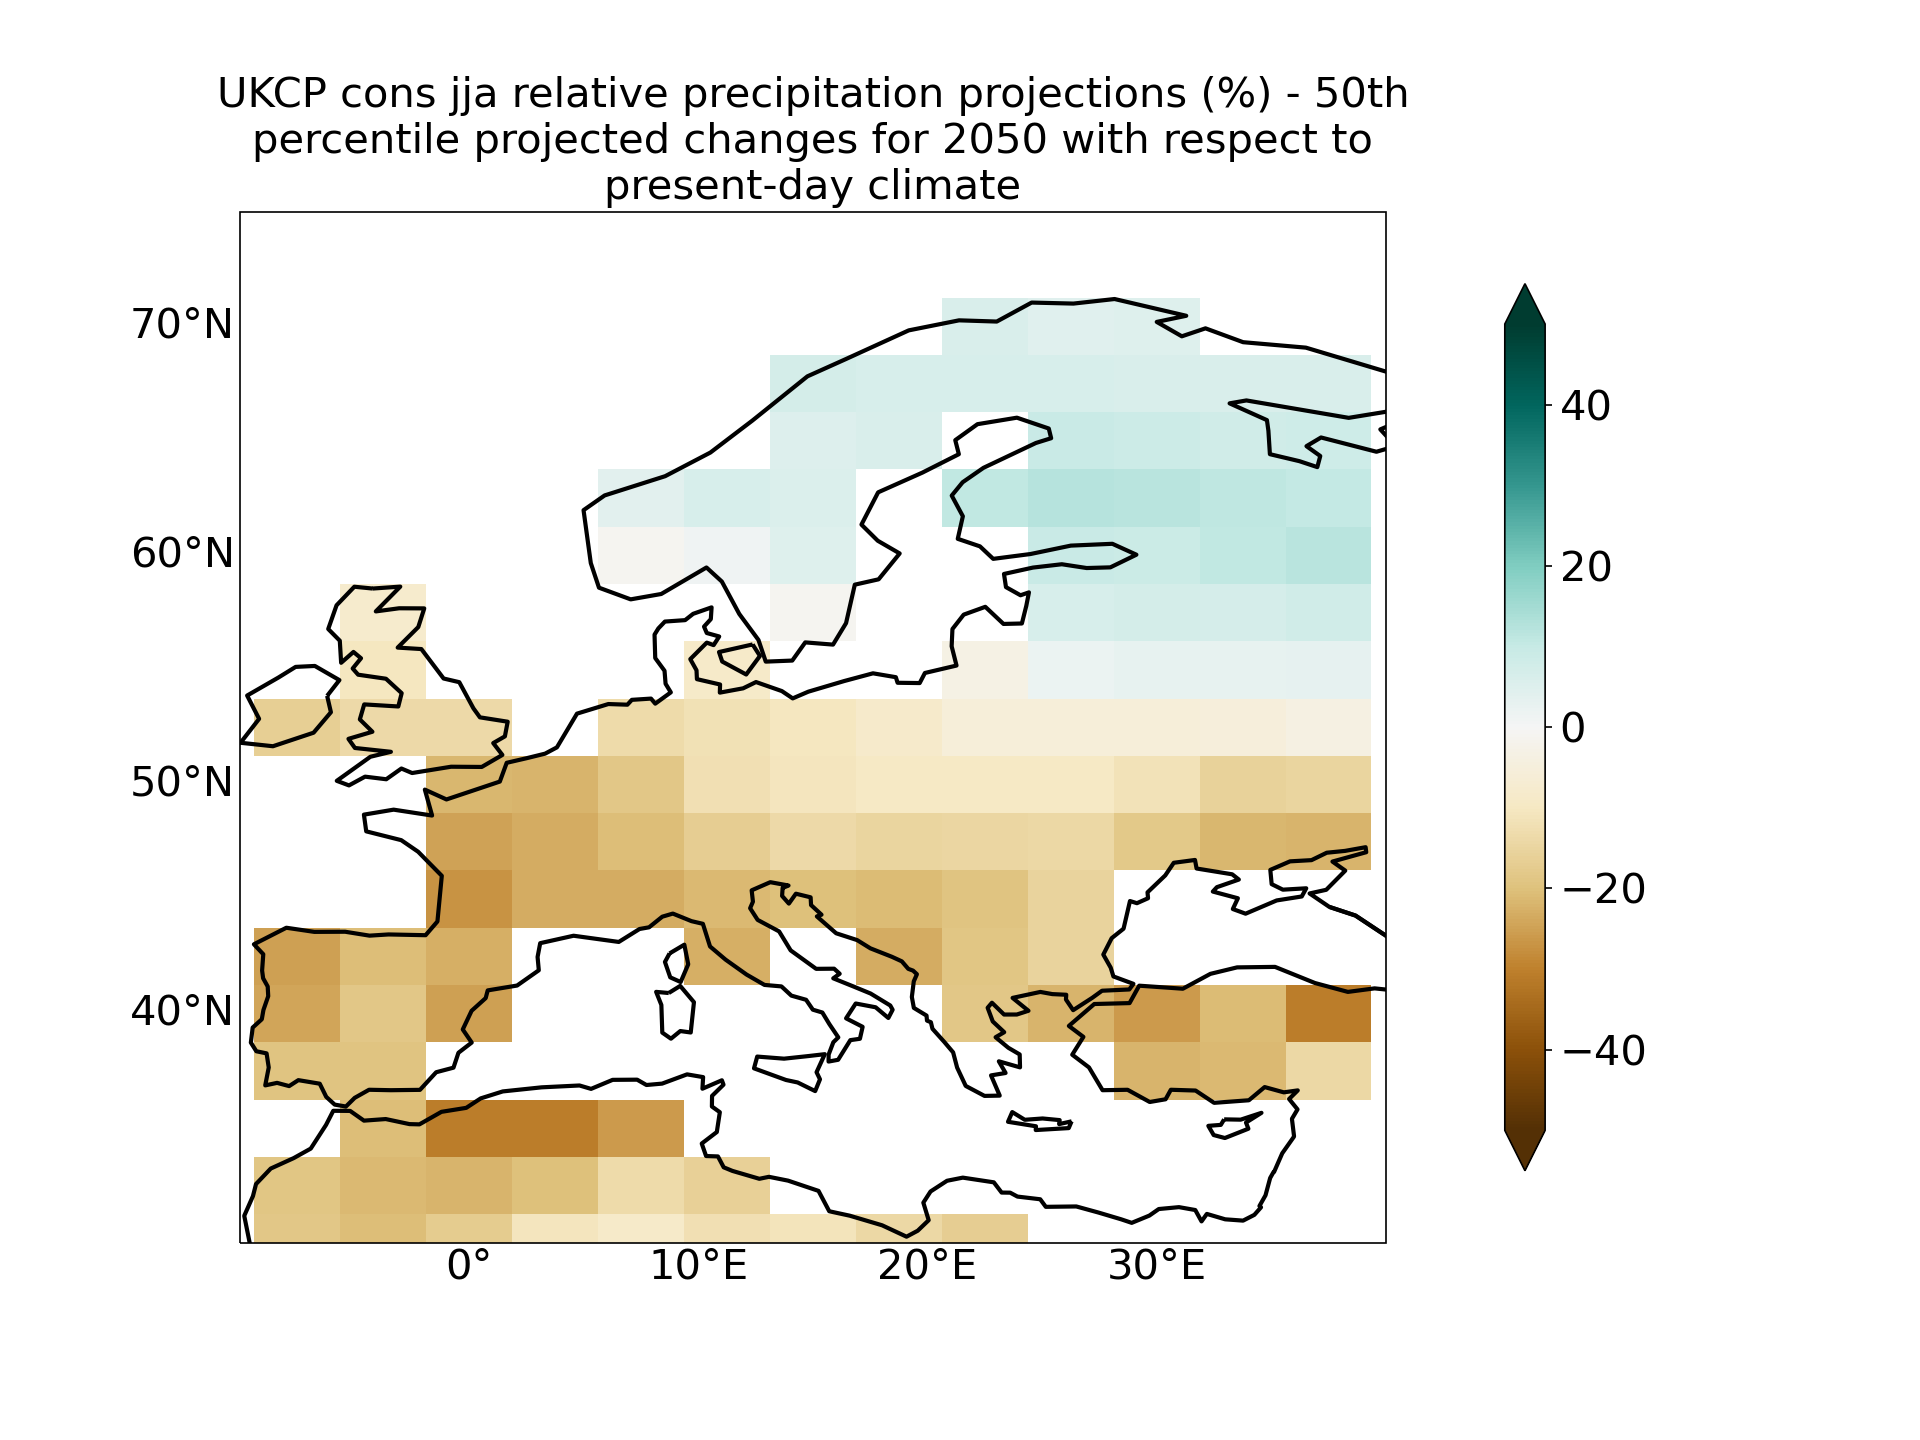 UKCP cons jja relative precipitation projections (%) - 50th
percentile projected changes for 2050 with respect to
present-day climate
70°N
60°N
50°N
40°N
0°
10°E
20°E
30°E
40
20
0
−20
−40